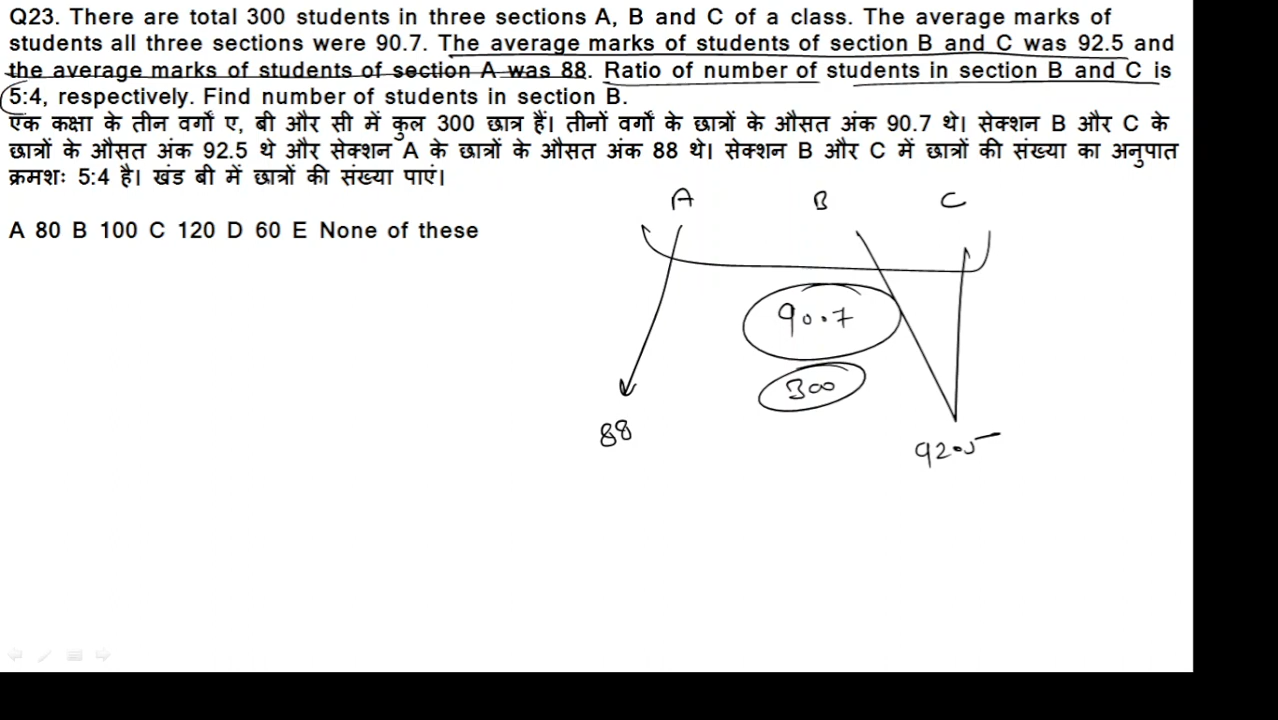 Q23. There are total 300 students in three sections A, B and C of a class. The average marks of
students all three sections were 90.7. The average marks of students of section B and C was 92.5 and
the average marks of students of section A was 88. Ratio of number of students in section B and C is
5:4, respectively. Find number of students in section B.
एक कक्षा के तीन वर्गों ए, बी और सी में कुल 300 छात्र हैं। तीनों वर्गों के छात्रों के औसत अंक 90.7 थे। सेक्शन B और C के
छात्रों के औसत अंक 92.5 थे और सेक्शन A के छात्रों के औसत अंक 88 थे। सेक्शन B और C में छात्रों की संख्या का अनुपात
क्रमशः 5:4 है। खंड बी में छात्रों की संख्या पाएं।
A B C
A 80 B 100 C 120 D 60 E None of these
90.7
300
88
92.5